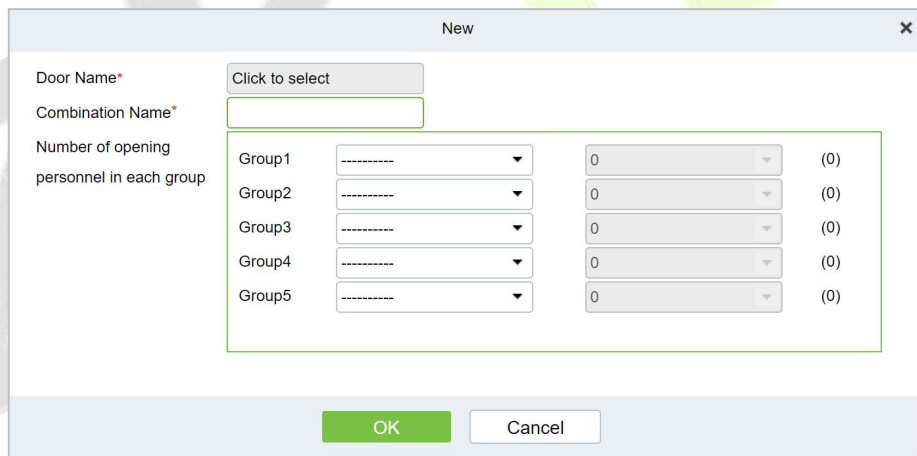 New
Door Name*
Click to select
Combination Name*
Number of opening
personnel in each group
Group1 ---------- 0 (0)
Group2 ---------- 0 (0)
Group3 ---------- 0 (0)
Group4 ---------- 0 (0)
Group5 ---------- 0 (0)
OK
Cancel